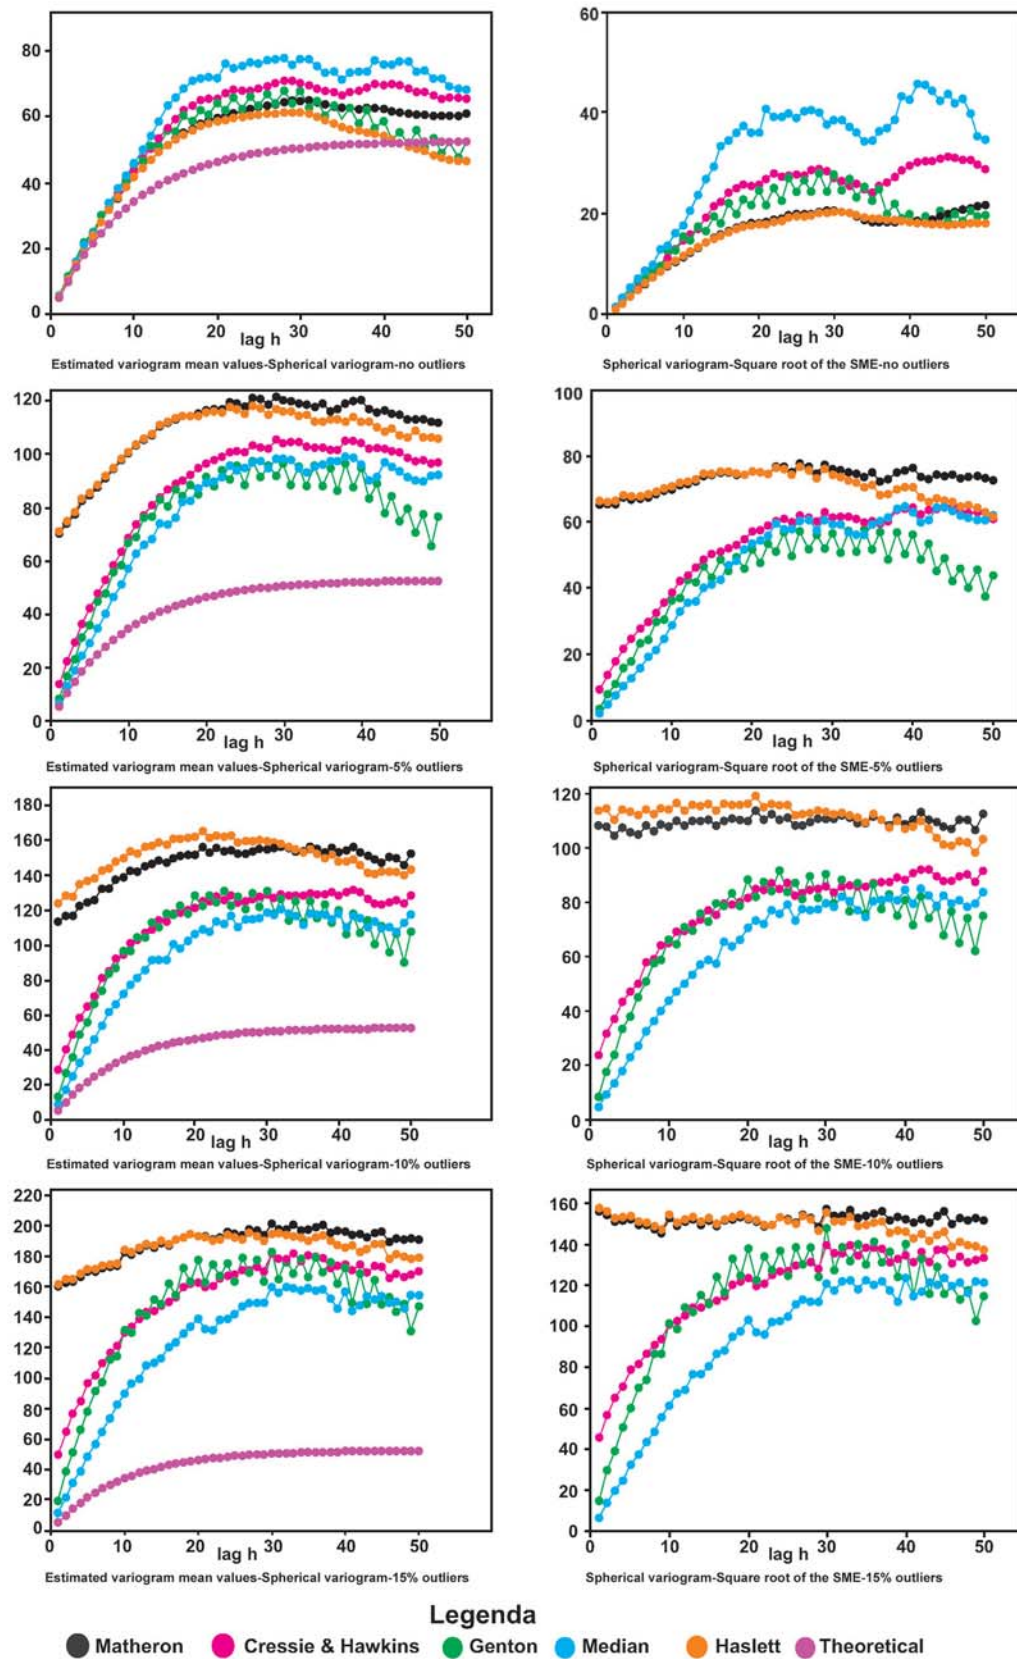 80
60
40
20
0
0 10 20 30 40 50
lag h
Estimated variogram mean values-Spherical variogram-no outliers
60
40
20
0
0 10 20 30 40 50
lag h
Spherical variogram-Square root of the SME-no outliers
120
100
80
60
40
20
0
0 10 20 30 40 50
lag h
Estimated variogram mean values-Spherical variogram-5% outliers
100
80
60
40
20
0
0 10 20 30 40 50
lag h
Spherical variogram-Square root of the SME-5% outliers
180
160
140
120
100
80
60
40
20
0
0 10 20 30 40 50
lag h
Estimated variogram mean values-Spherical variogram-10% outliers
120
100
80
60
40
20
0
0 10 20 30 40 50
lag h
Spherical variogram-Square root of the SME-10% outliers
220
200
180
160
140
120
100
80
60
40
20
0
0 10 20 30 40 50
lag h
Estimated variogram mean values-Spherical variogram-15% outliers
160
140
120
100
80
60
40
20
0
0 10 20 30 40 50
lag h
Spherical variogram-Square root of the SME-15% outliers
Legenda
Matheron Cressie & Hawkins Genton Median Haslett Theoretical